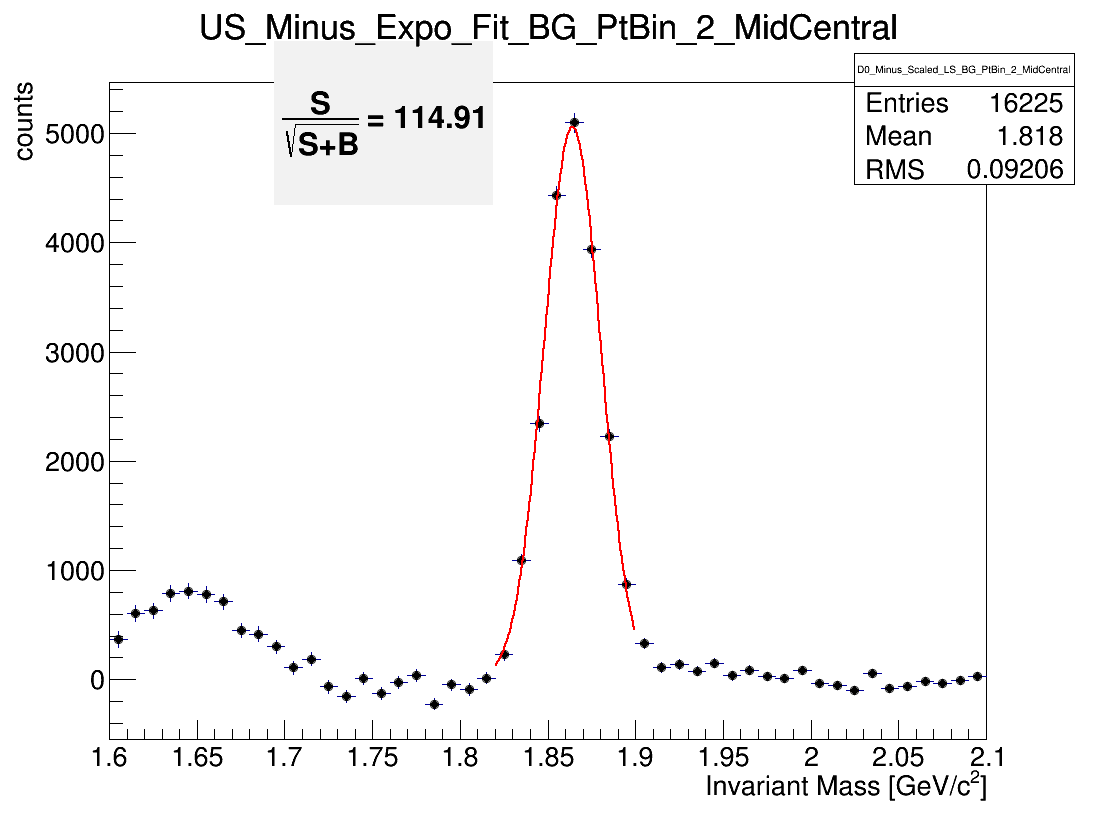 US_Minus_Expo_Fit_BG_PtBin_2_MidCentral
D0_Minus_Scaled_LS_BG_PtBin_2_MidCentral
Entries 16225
Mean 1.818
RMS 0.09206
S
√S+B
= 114.91
counts
5000
4000
3000
2000
1000
0
1.6 1.65 1.7 1.75 1.8 1.85 1.9 1.95 2 2.05 2.1
Invariant Mass [GeV/c²]